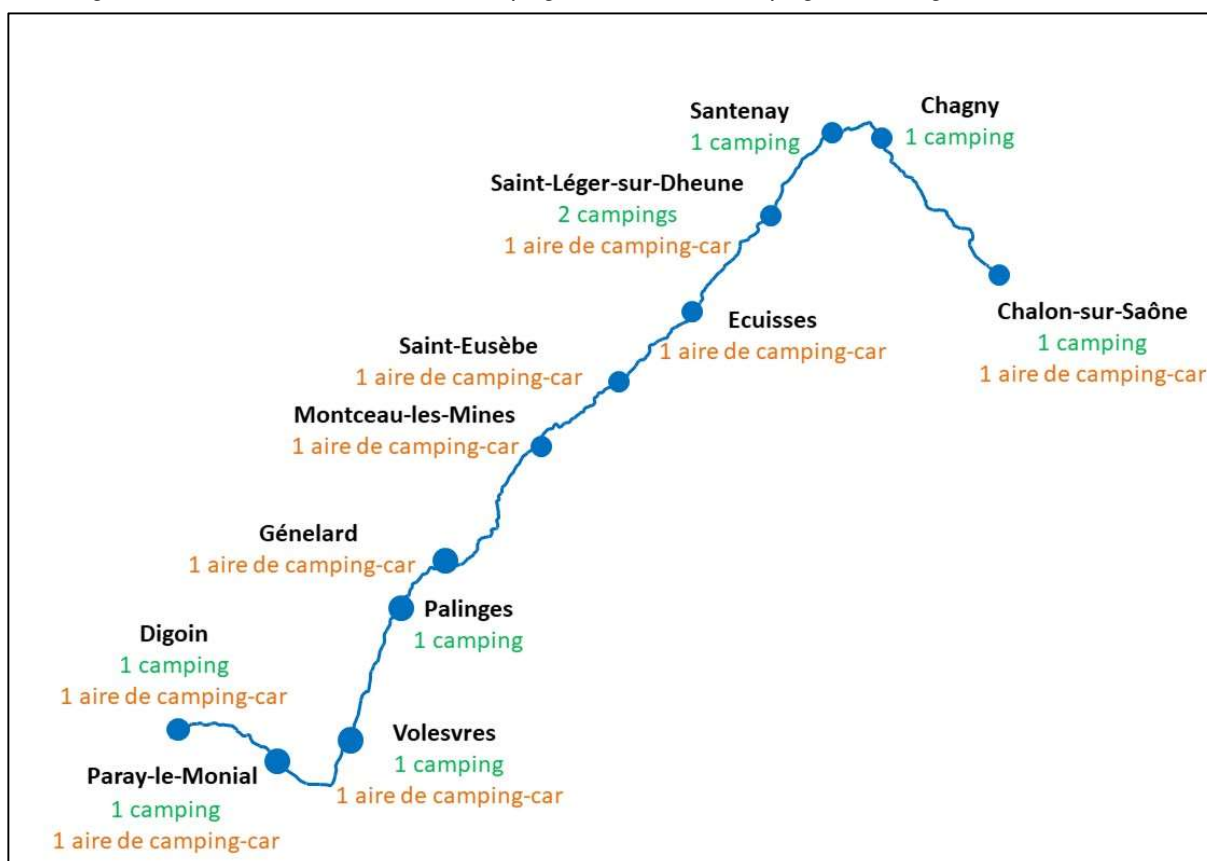 Santenay
1 camping
Chagny
1 camping
Saint-Léger-sur-Dheune
2 campings
1 aire de camping-car
Chalon-sur-Saône
1 camping
1 aire de camping-car
Ecuisses
1 aire de camping-car
Saint-Eusèbe
1 aire de camping-car
Montceau-les-Mines
1 aire de camping-car
Génelard
1 aire de camping-car
Palinges
1 camping
Digoin
1 camping
1 aire de camping-car
Volesvres
1 camping
1 aire de camping-car
Paray-le-Monial
1 camping
1 aire de camping-car